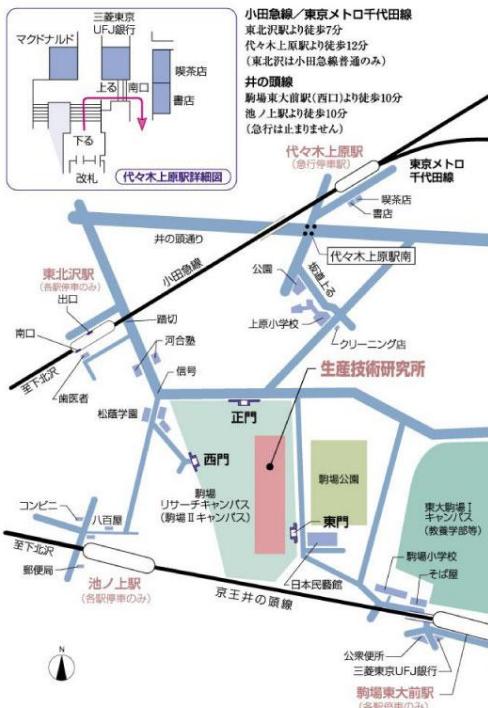 三菱東京
UFJ銀行
マクドナルド
上る
南口
喫茶店
書店
下る
改札
代々木上原駅詳細図
小田急線／東京メトロ千代田線
東北沢駅より徒歩7分
代々木上原駅より徒歩12分
(東北沢は小田急線普通のみ)
井の頭線
駒場東大前駅(西口)より徒歩10分
池ノ上駅より徒歩10分
(急行は止まりません)
代々木上原駅
(急行停車駅)
東京メトロ
千代田線
喫茶店
書店
井の頭通り
代々木上原駅南
小田急線
公園
坂道上る
東北沢駅
(各駅停車のみ)
出口
踏切
上原小学校
クリーニング店
南口
河合塾
至下北沢
信号
生産技術研究所
歯医者
松蔭学園
正門
西門
駒場公園
駒場
リサーチキャンパス
(駒場Ⅱキャンパス)
東大駒場Ⅰ
キャンパス
(教養学部等)
コンビニ
八百屋
東門
至下北沢
駒場小学校
そば屋
郵便局
日本民藝館
池ノ上駅
(各駅停車のみ)
京王井の頭線
公衆便所
三菱東京UFJ銀行
N
駒場東大前駅
(各駅停車のみ)